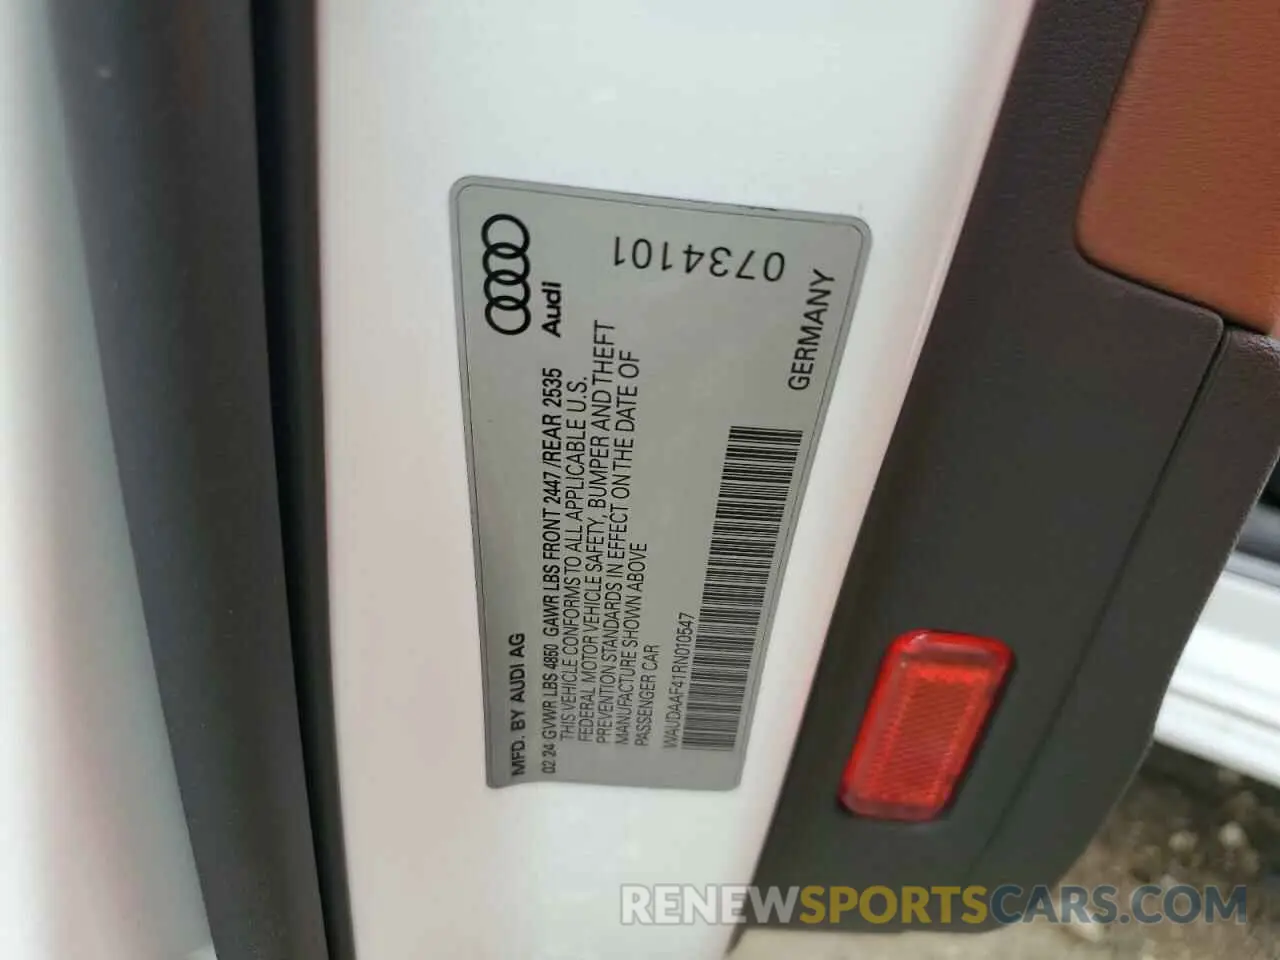 Audi
0734101
MFD. BY AUDI AG
02 24 GVWR LBS 4850 GAWR LBS FRONT 2447 /REAR 2535
THIS VEHICLE CONFORMS TO ALL APPLICABLE U.S.
FEDERAL MOTOR VEHICLE SAFETY, BUMPER AND THEFT
PREVENTION STANDARDS IN EFFECT ON THE DATE OF
MANUFACTURE SHOWN ABOVE
PASSENGER CAR
WAUDAAF41RN010547
GERMANY
RENEWSPORTSCARS.COM